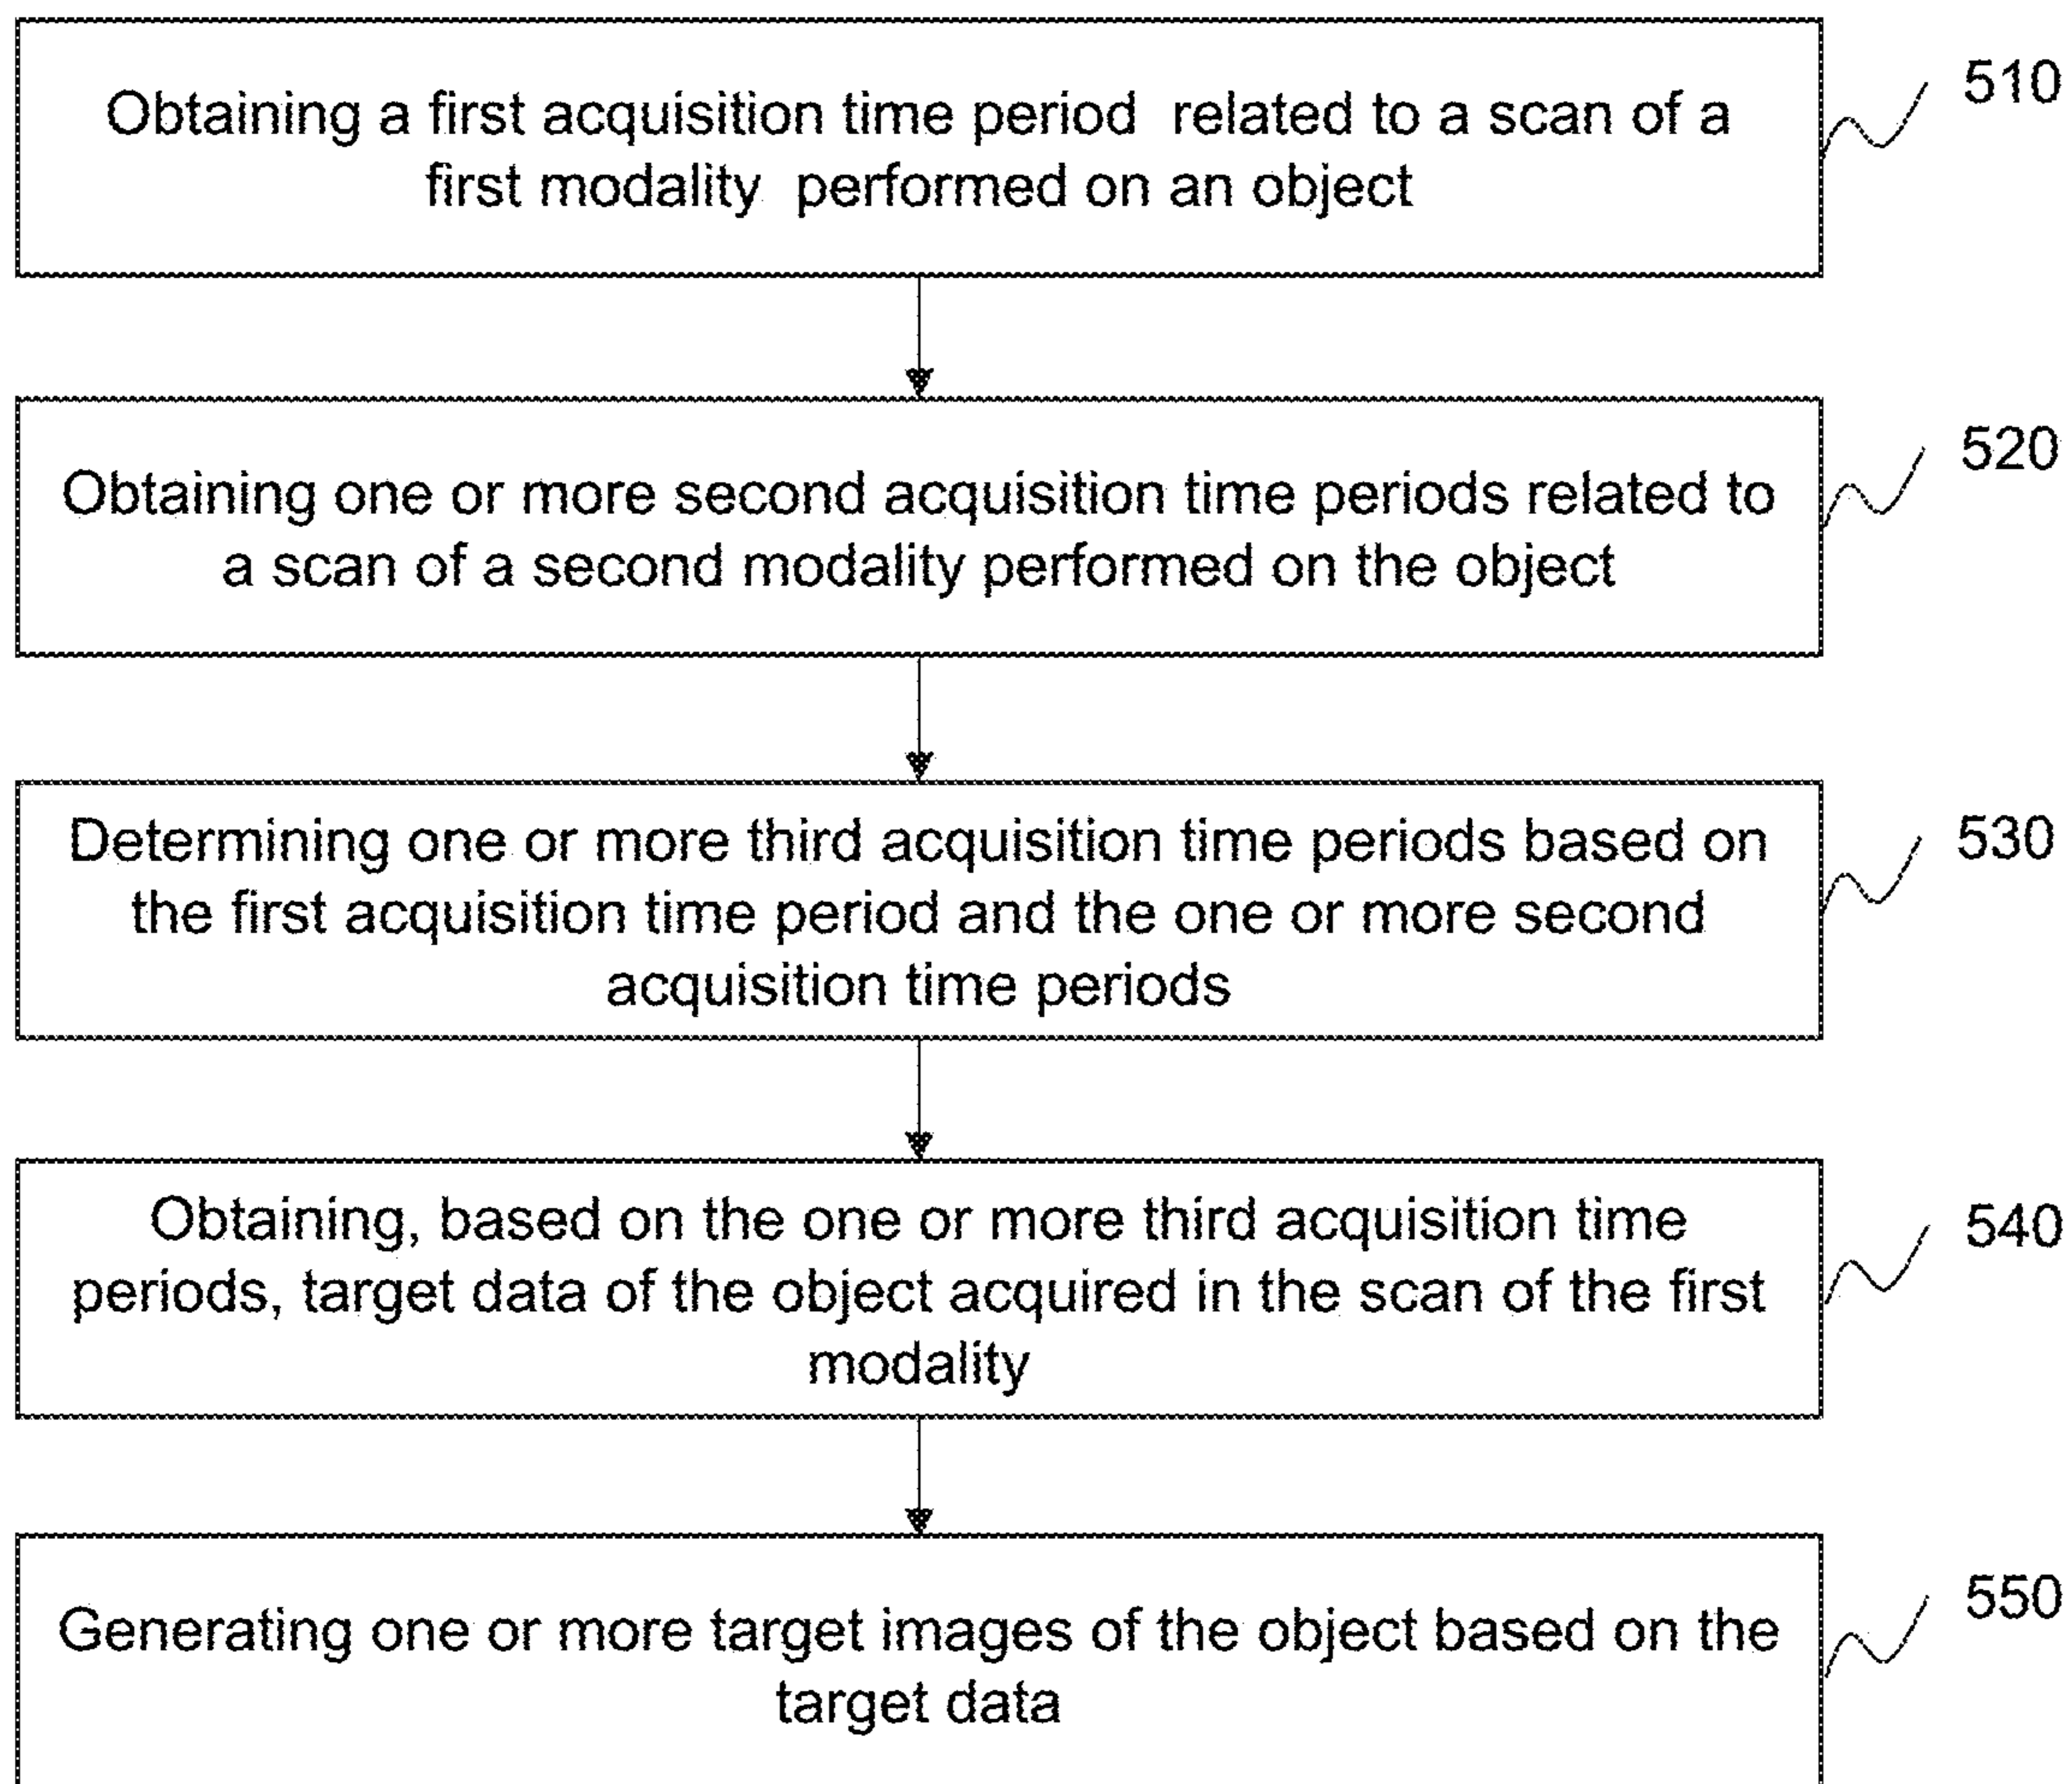 510
Obtaining a first acquisition time period related to a scan of a
first modality performed on an object
520
Obtaining one or more second acquisition time periods related to
a scan of a second modality performed on the object
530
Determining one or more third acquisition time periods based on
the first acquisition time period and the one or more second
acquisition time periods
540
Obtaining, based on the one or more third acquisition time
periods, target data of the object acquired in the scan of the first
modality
550
Generating one or more target images of the object based on the
target data